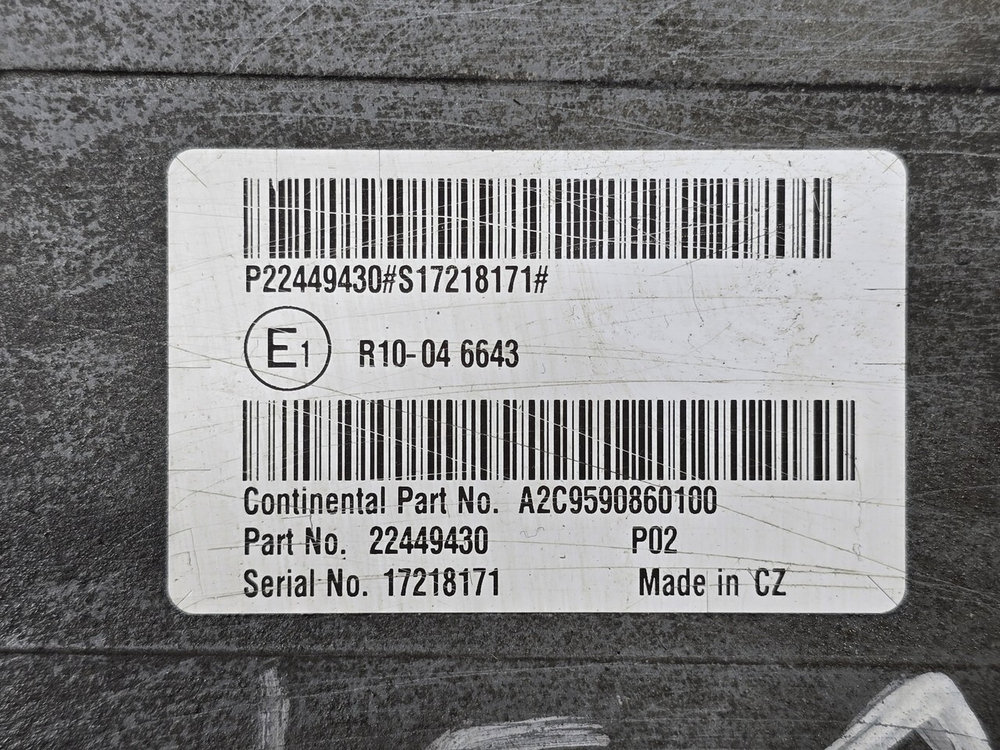 P22449430#S17218171#
E1 R10-04 6643
Continental Part No. A2C9590860100
Part No. 22449430 P02
Serial No. 17218171 Made in CZ